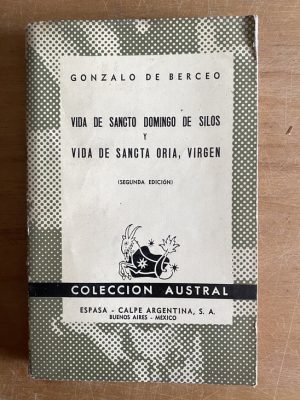 GONZALO DE BERCEO
VIDA DE SANCTO DOMINGO DE SILOS
Y
VIDA DE SANCTA ORIA, VIRGEN
(SEGUNDA EDICIÓN)
COLECCION AUSTRAL
ESPASA - CALPE ARGENTINA, S. A.
BUENOS AIRES - MÉXICO